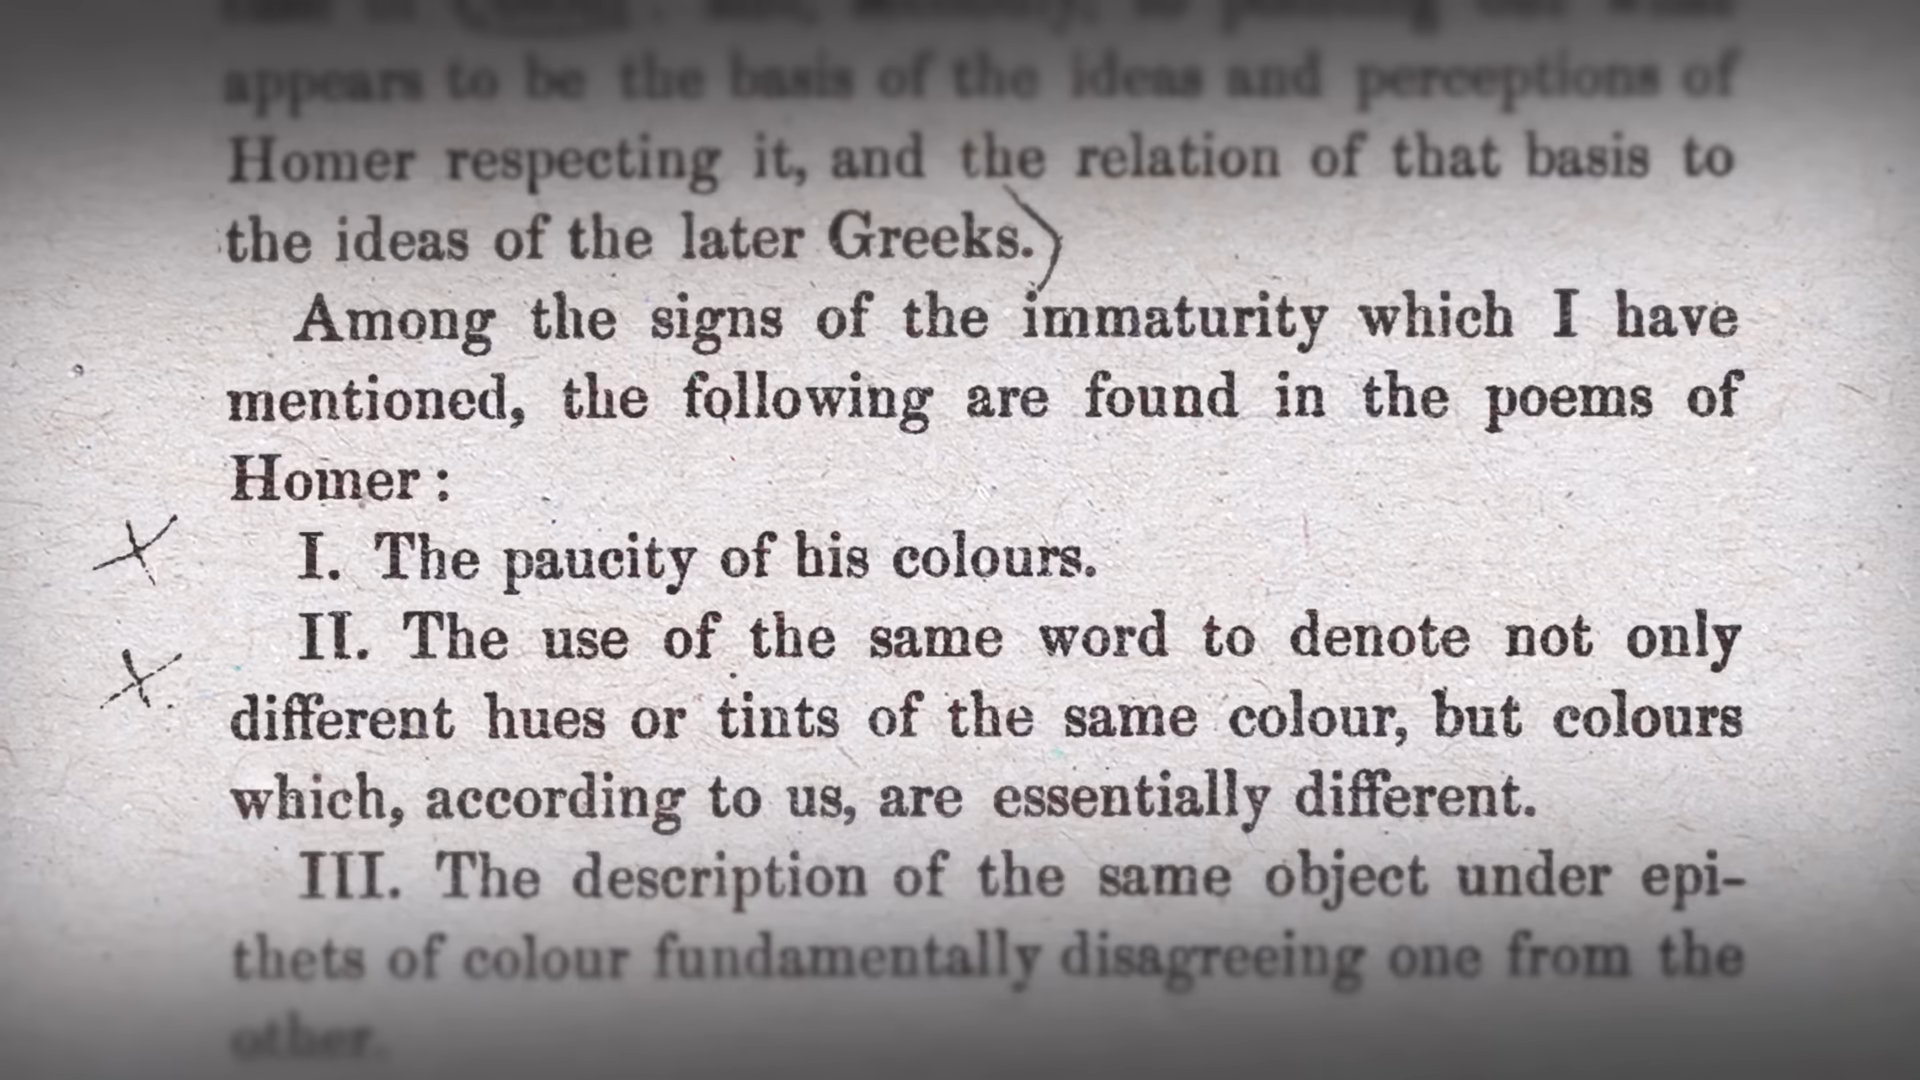 appears to be the basis of the ideas and perceptions of
Homer respecting it, and the relation of that basis to
the ideas of the later Greeks.)
Among the signs of the immaturity which I have
mentioned, the following are found in the poems of
Homer:
I. The paucity of his colours.
II. The use of the same word to denote not only
different hues or tints of the same colour, but colours
which, according to us, are essentially different.
III. The description of the same object under epi-
thets of colour fundamentally disagreeing one from the
other.